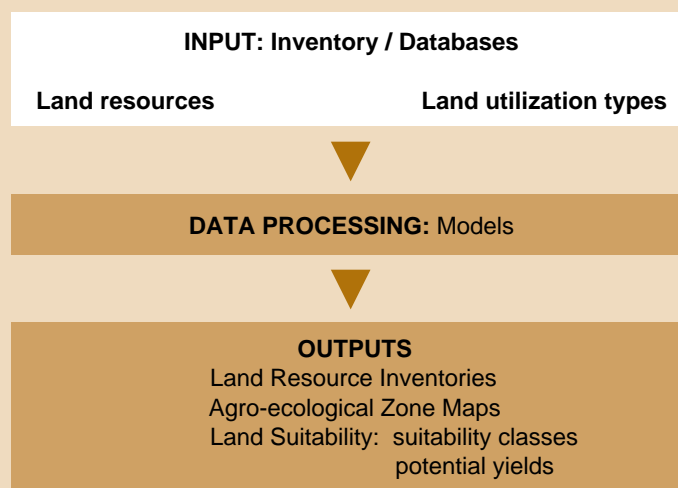 INPUT: Inventory / Databases
Land resources Land utilization types
DATA PROCESSING: Models
OUTPUTS
Land Resource Inventories
Agro-ecological Zone Maps
Land Suitability: suitability classes
potential yields